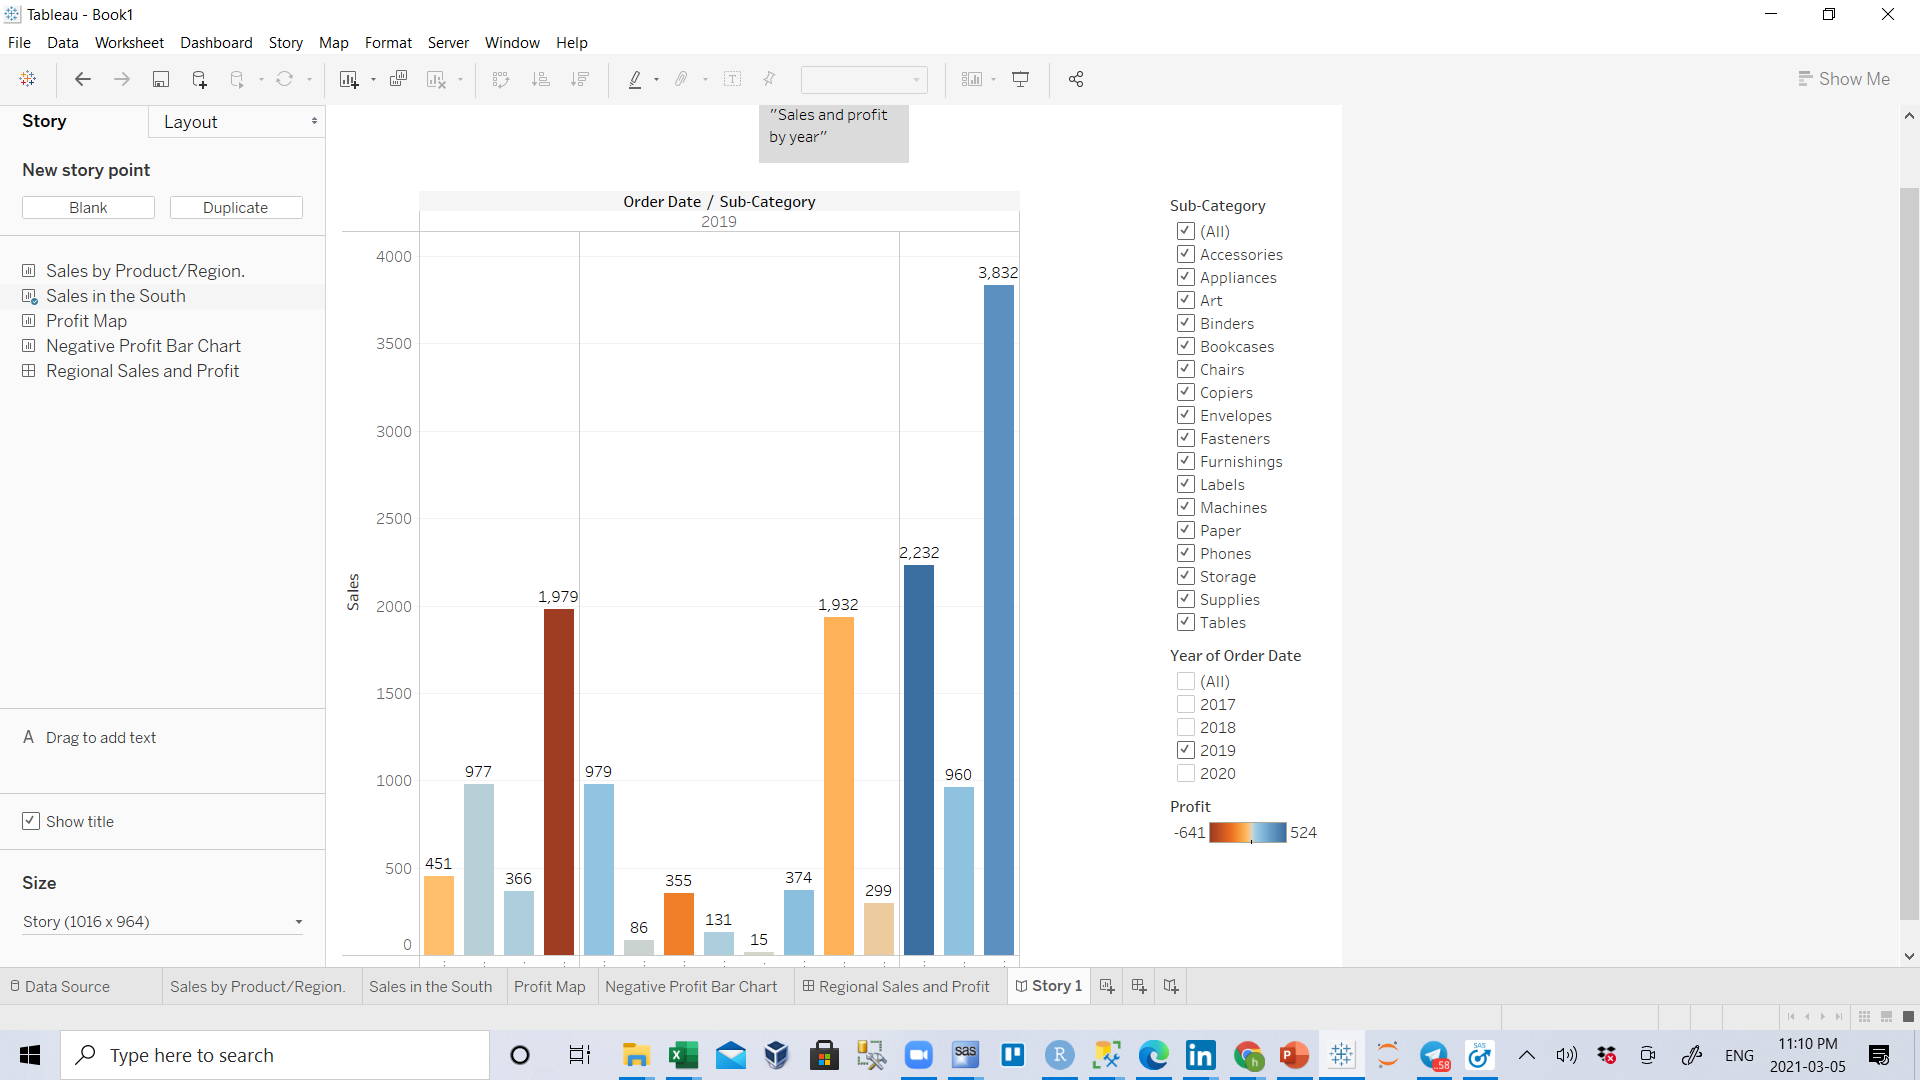 Tableau - Book1
File Data Worksheet Dashboard Story Map Format Server Window Help
Show Me
Story
Layout
New story point
Blank
Duplicate
Sales by Product/Region.
Sales in the South
Profit Map
Negative Profit Bar Chart
Regional Sales and Profit
A Drag to add text
Show title
Size
Story (1016 x 964)
"Sales and profit
by year"
Order Date / Sub-Category
2019
Sales
4000
3500
3000
2500
2000
1500
1000
500
0
451
977
366
1,979
979
86
355
131
15
374
1,932
299
2,232
960
3,832
Sub-Category
(All)
Accessories
Appliances
Art
Binders
Bookcases
Chairs
Copiers
Envelopes
Fasteners
Furnishings
Labels
Machines
Paper
Phones
Storage
Supplies
Tables
Year of Order Date
(All)
2017
2018
2019
2020
Profit
-641 524
Data Source
Sales by Product/Region.
Sales in the South
Profit Map
Negative Profit Bar Chart
Regional Sales and Profit
Story 1
Type here to search
sas
R
in
h
P
SAS
58
ENG
11:10 PM
2021-03-05